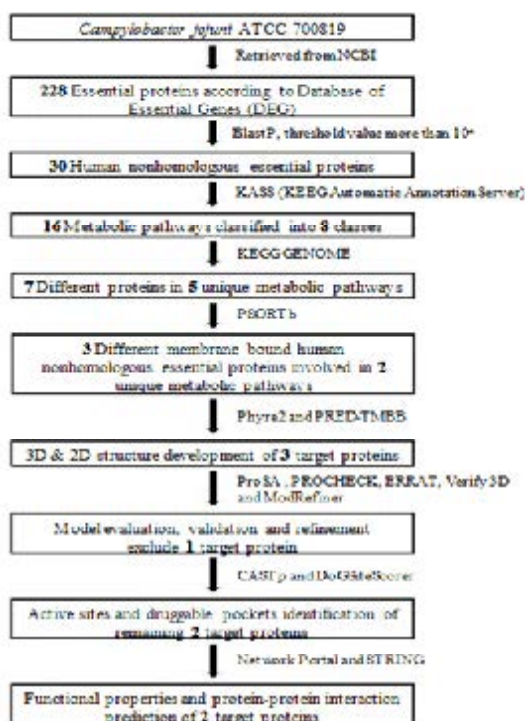 Campylobacter jejuni ATCC 700819
Retrieved from NCBI
228 Essential proteins according to Database of
Essential Genes (DEG)
BlastP, threshold value more than
30 Human nonhomologous essential proteins
KASS (KEEG Automatic Annotation Server)
16 Metabolic pathways classified into 8 classes
KEGG GENOME
7 Different proteins in 5 unique metabolic pathways
PSORTb
3 Different membrane bound human
nonhomologous essential proteins involved in 2
unique metabolic pathways
Phyre2 and PRED-TMBB
3D & 2D structure development of 3 target proteins
ProSA, PROCHECK, ERRAT, Verify 3D
and ModRefiner
Model evaluation, validation and refinement
exclude 1 target protein
CASTp and DoGSiteScorer
Active sites and druggable pockets identification of
remaining 2 target proteins
Network Portal and STRING
Functional properties and protein-protein interaction
prediction of 2 target proteins